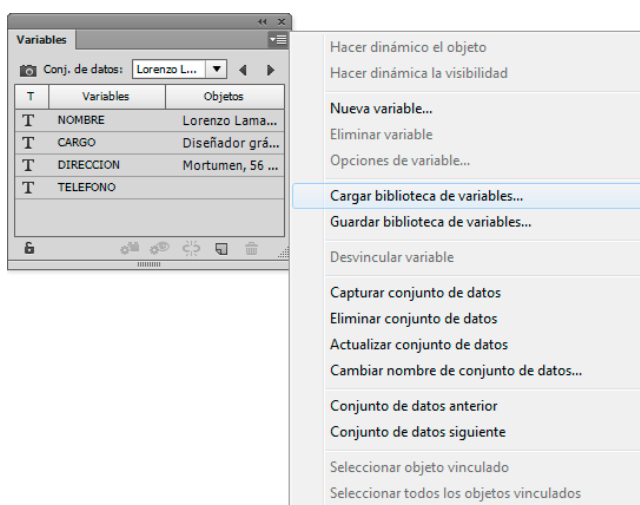 Variables
Conj. de datos: Lorenzo L...
T Variables Objetos
T NOMBRE Lorenzo Lama...
T CARGO Diseñador grá...
T DIRECCION Mortumen, 56 ...
T TELEFONO
Hacer dinámico el objeto
Hacer dinámica la visibilidad
Nueva variable...
Eliminar variable
Opciones de variable...
Cargar biblioteca de variables...
Guardar biblioteca de variables...
Desvincular variable
Capturar conjunto de datos
Eliminar conjunto de datos
Actualizar conjunto de datos
Cambiar nombre de conjunto de datos...
Conjunto de datos anterior
Conjunto de datos siguiente
Seleccionar objeto vinculado
Seleccionar todos los objetos vinculados